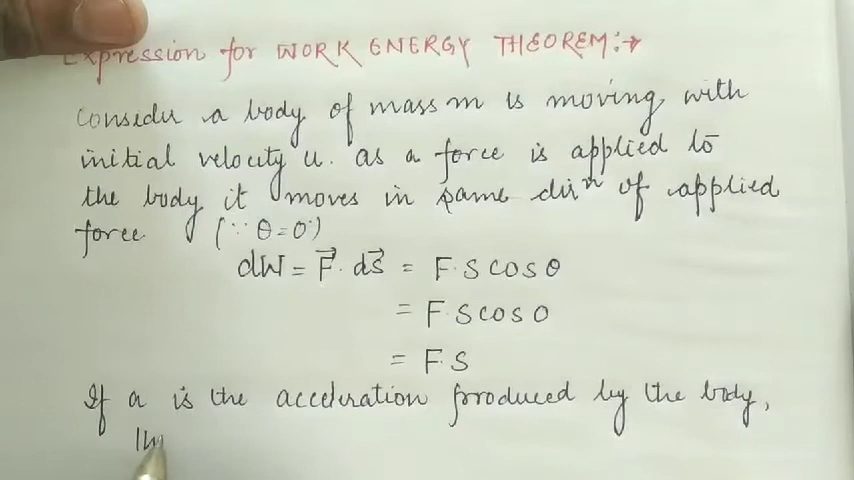 Expression for WORK ENERGY THEOREM:→
Consider a body of mass m is moving with
initial velocity u. as a force is applied to
the body it moves in same dirⁿ of applied
force. (∵ θ = 0°)
dW = F⃗ · ds⃗ = F·S cos θ
= F·S cos 0
= F·S
If a is the acceleration produced by the body,